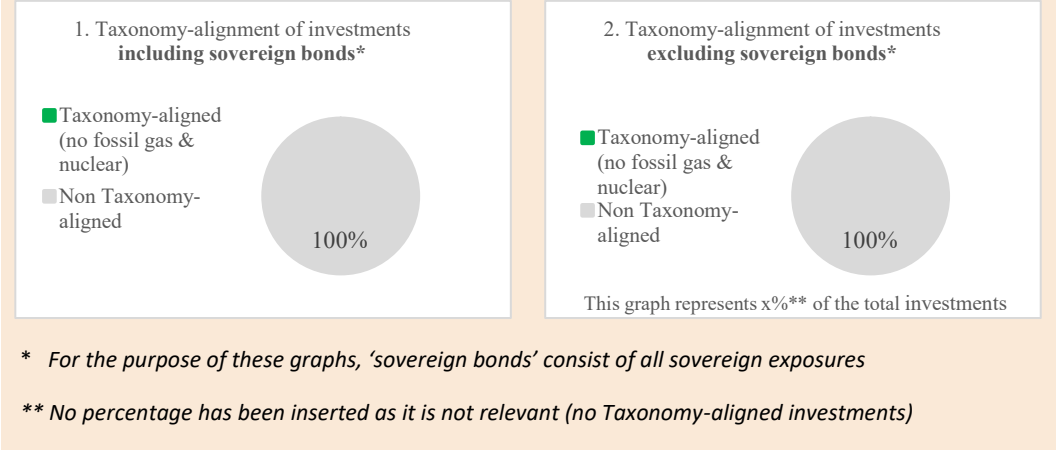 1. Taxonomy-alignment of investments
including sovereign bonds*
Taxonomy-aligned
(no fossil gas &
nuclear)
Non Taxonomy-
aligned
100%
2. Taxonomy-alignment of investments
excluding sovereign bonds*
Taxonomy-aligned
(no fossil gas &
nuclear)
Non Taxonomy-
aligned
100%
This graph represents x%** of the total investments
* For the purpose of these graphs, ‘sovereign bonds’ consist of all sovereign exposures
** No percentage has been inserted as it is not relevant (no Taxonomy-aligned investments)